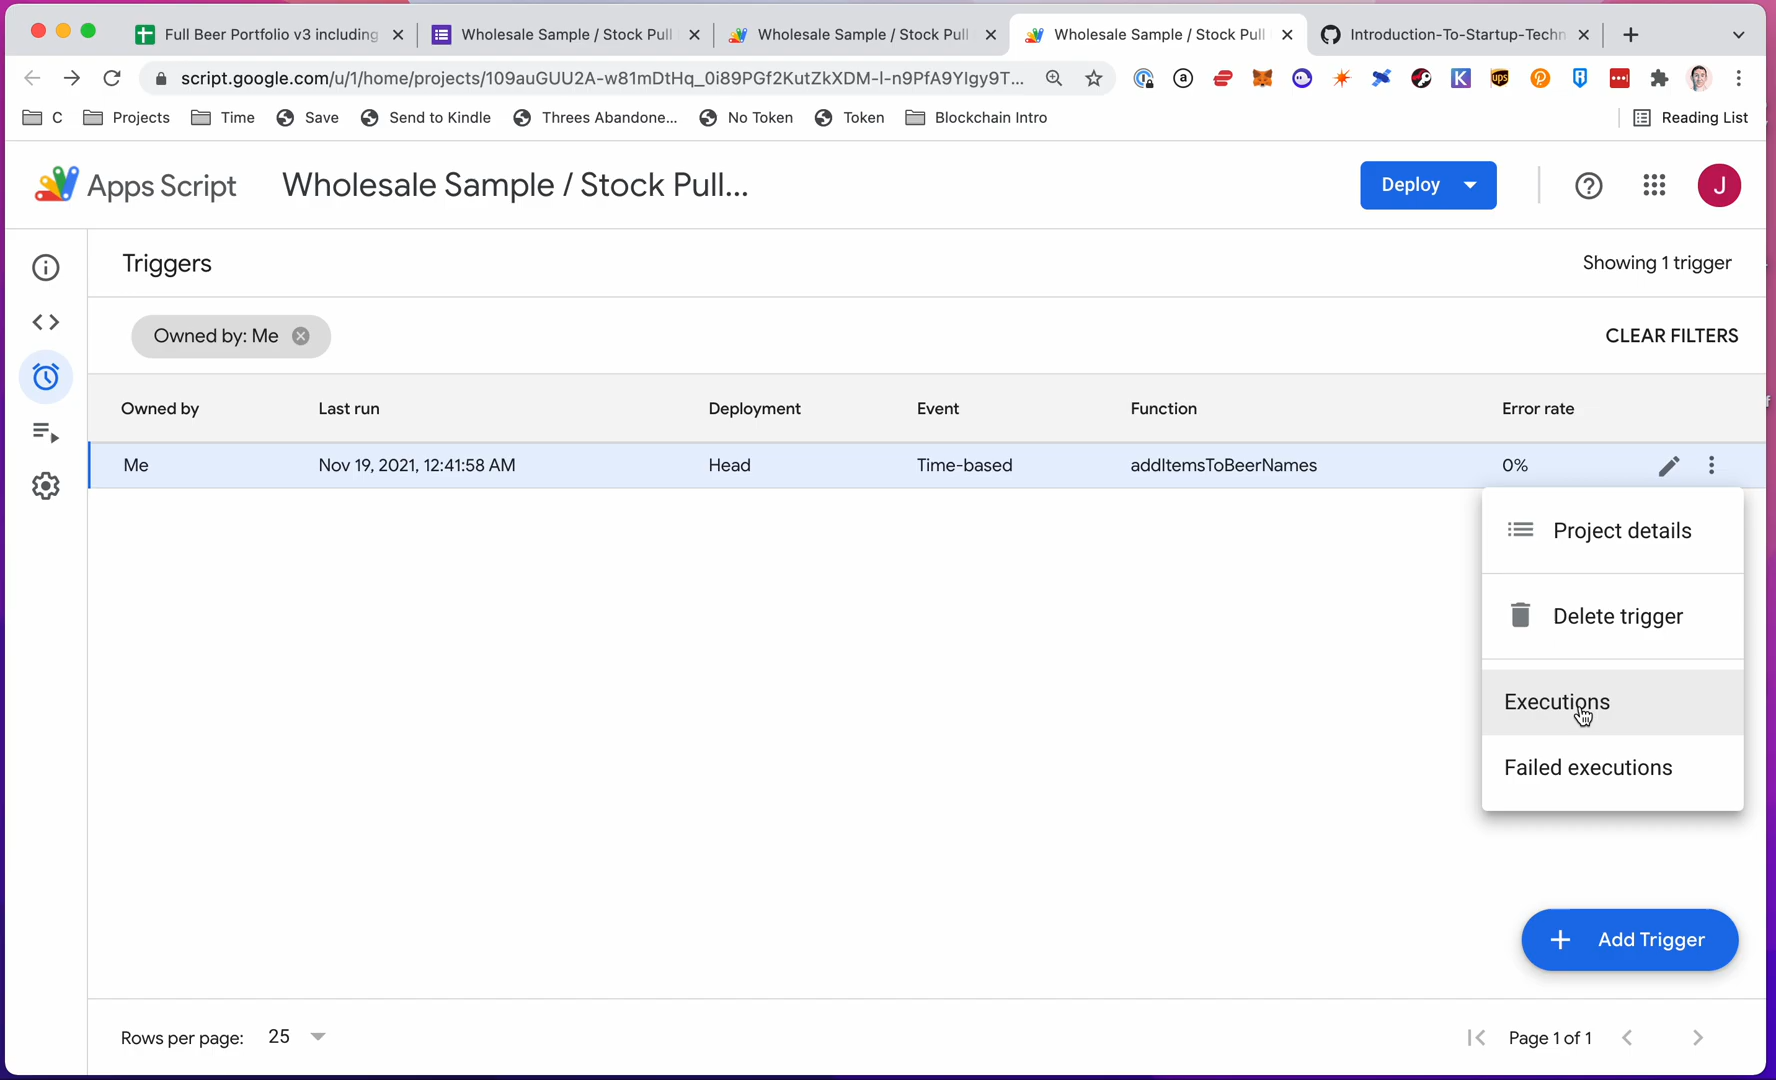 Full Beer Portfolio v3 including
Wholesale Sample / Stock Pull
Wholesale Sample / Stock Pull
Wholesale Sample / Stock Pull
Introduction-To-Startup-Techn
script.google.com/u/1/home/projects/109auGUU2A-w81mDtHq_0i89PGf2KutZkXDM-I-n9PfA9YIgy9T...
a
K
ups
C
Projects
Time
Save
Send to Kindle
Threes Abandone...
No Token
Token
Blockchain Intro
Reading List
Apps Script
Wholesale Sample / Stock Pull...
Deploy
J
Triggers
Showing 1 trigger
Owned by: Me
CLEAR FILTERS
Owned by Last run Deployment Event Function Error rate
Me Nov 19, 2021, 12:41:58 AM Head Time-based addItemsToBeerNames 0%
Project details
Delete trigger
Executions
Failed executions
Add Trigger
Rows per page: 25
Page 1 of 1